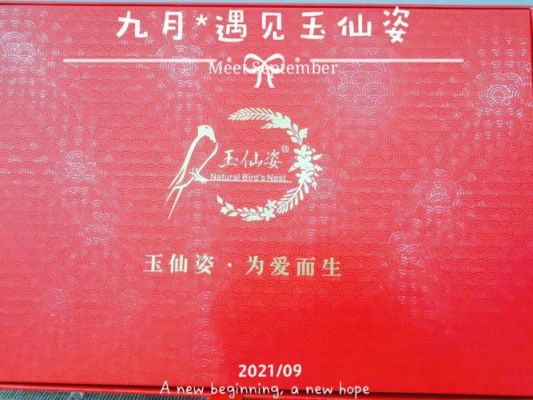 九月*遇见玉仙姿
Meet September
玉仙姿®
Natural Bird's Nest
玉仙姿·为爱而生
2021/09
A new beginning, a new hope